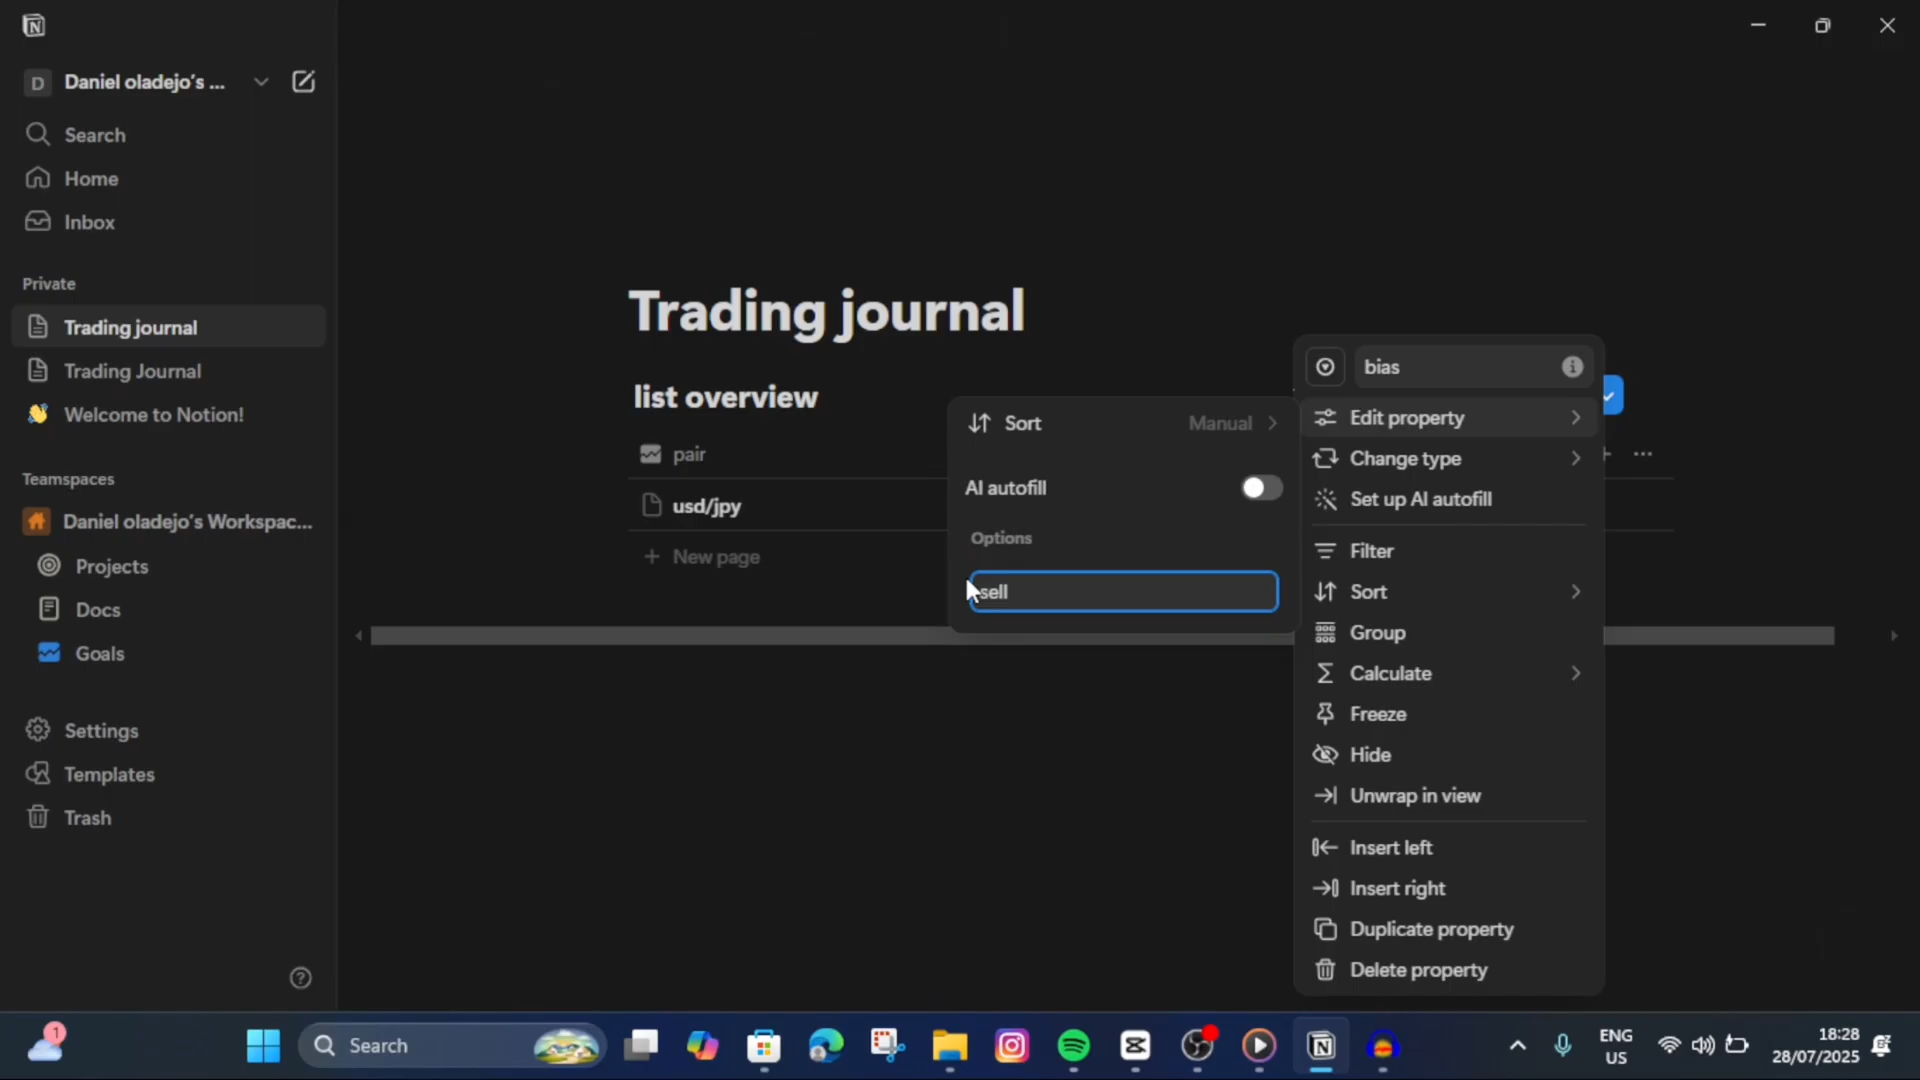 Daniel oladejo's ...
Search
Home
Inbox
Private
Trading journal
Trading Journal
Welcome to Notion!
Teamspaces
Daniel oladejo's Workspac...
Projects
Docs
Goals
Settings
Templates
Trash
Trading journal
list overview
pair
usd/jpy
New page
Sort Manual
AI autofill
Options
sell
bias
Edit property
Change type
Set up AI autofill
Filter
Sort
Group
Calculate
Freeze
Hide
Unwrap in view
Insert left
Insert right
Duplicate property
Delete property
1
Search
ENG
US
18:28
28/07/2025